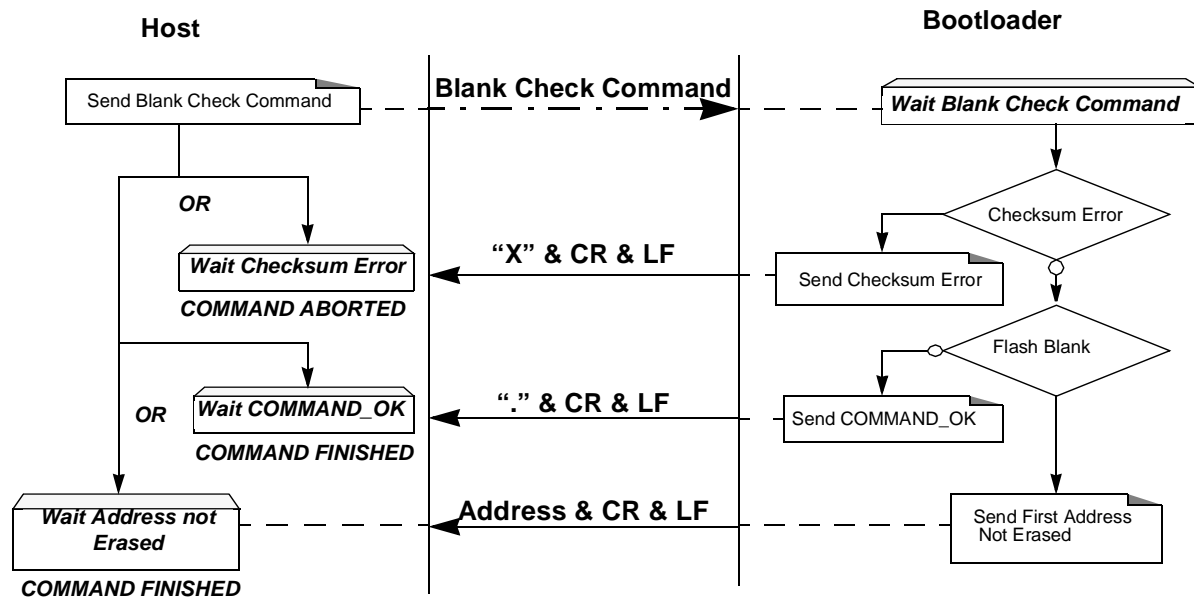 Host
Bootloader
Send Blank Check Command
Blank Check Command
Wait Blank Check Command
OR
Checksum Error
Wait Checksum Error
“X” & CR & LF
Send Checksum Error
COMMAND ABORTED
Flash Blank
OR
Wait COMMAND_OK
“.” & CR & LF
Send COMMAND_OK
COMMAND FINISHED
Wait Address not
Erased
Address & CR & LF
Send First Address
Not Erased
COMMAND FINISHED